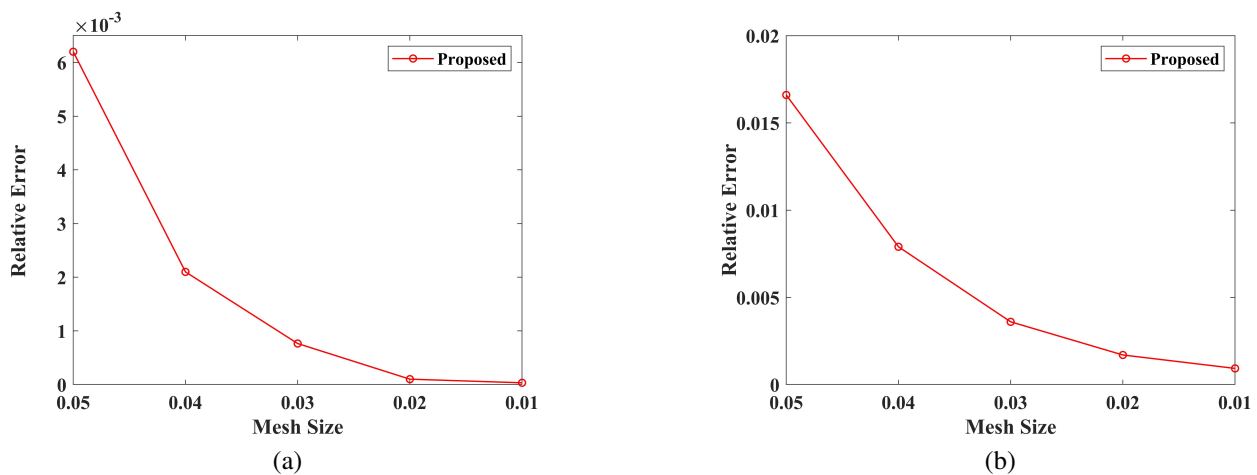 ×10⁻³
6
5
4
3
2
1
0
Relative Error
0.05 0.04 0.03 0.02 0.01
Mesh Size
Proposed
(a)
0.02
0.015
0.01
0.005
0
Relative Error
0.05 0.04 0.03 0.02 0.01
Mesh Size
Proposed
(b)